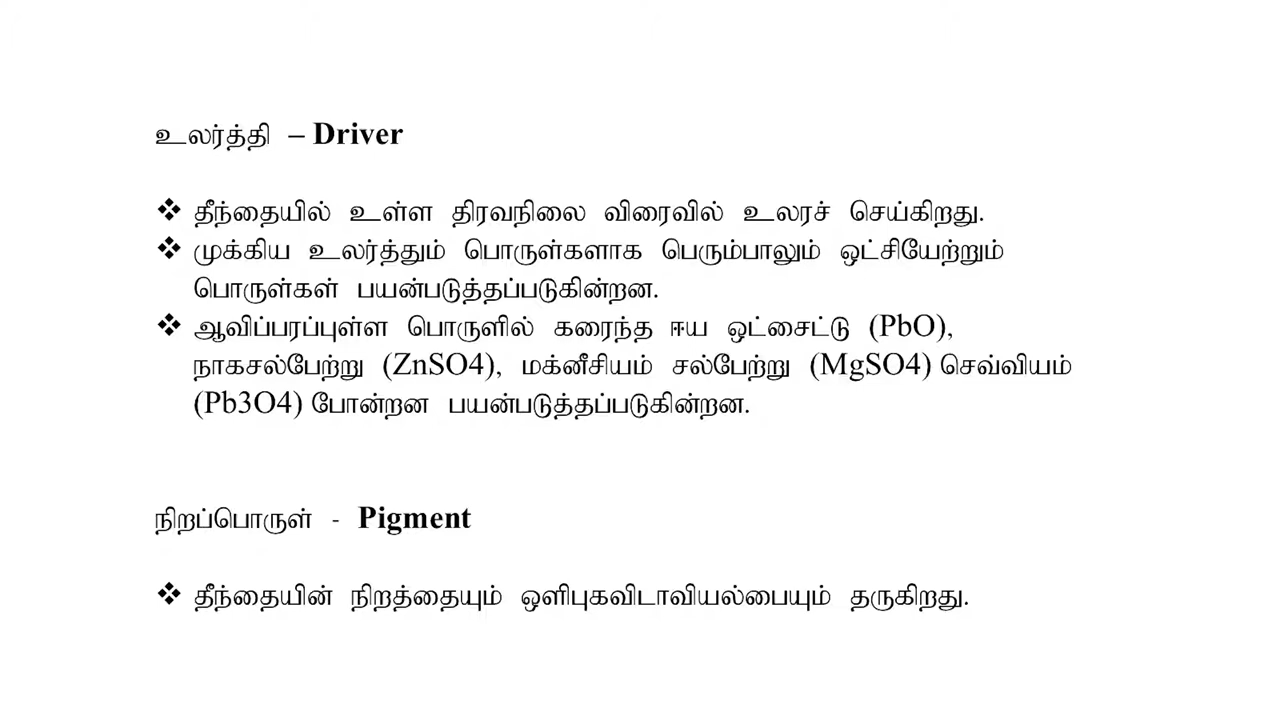 உலர்த்தி – Driver
❖ தீந்தையில் உள்ள திரவநிலை விரைவில் உலரச் செய்கிறது.
❖ முக்கிய உலர்த்தும் பொருள்களாக பெரும்பாலும் ஒட்சியேற்றும்
பொருள்கள் பயன்படுத்தப்படுகின்றன.
❖ ஆவிப்பரப்புள்ள பொருளில் கரைந்த ஈய ஒட்சைட்டு (PbO),
நாகசல்பேற்று (ZnSO4), மக்னீசியம் சல்பேற்று (MgSO4) செவ்வியம்
(Pb3O4) போன்றன பயன்படுத்தப்படுகின்றன.
நிறப்பொருள் - Pigment
❖ தீந்தையின் நிறத்தையும் ஒளிபுகவிடாவியல்பையும் தருகிறது.